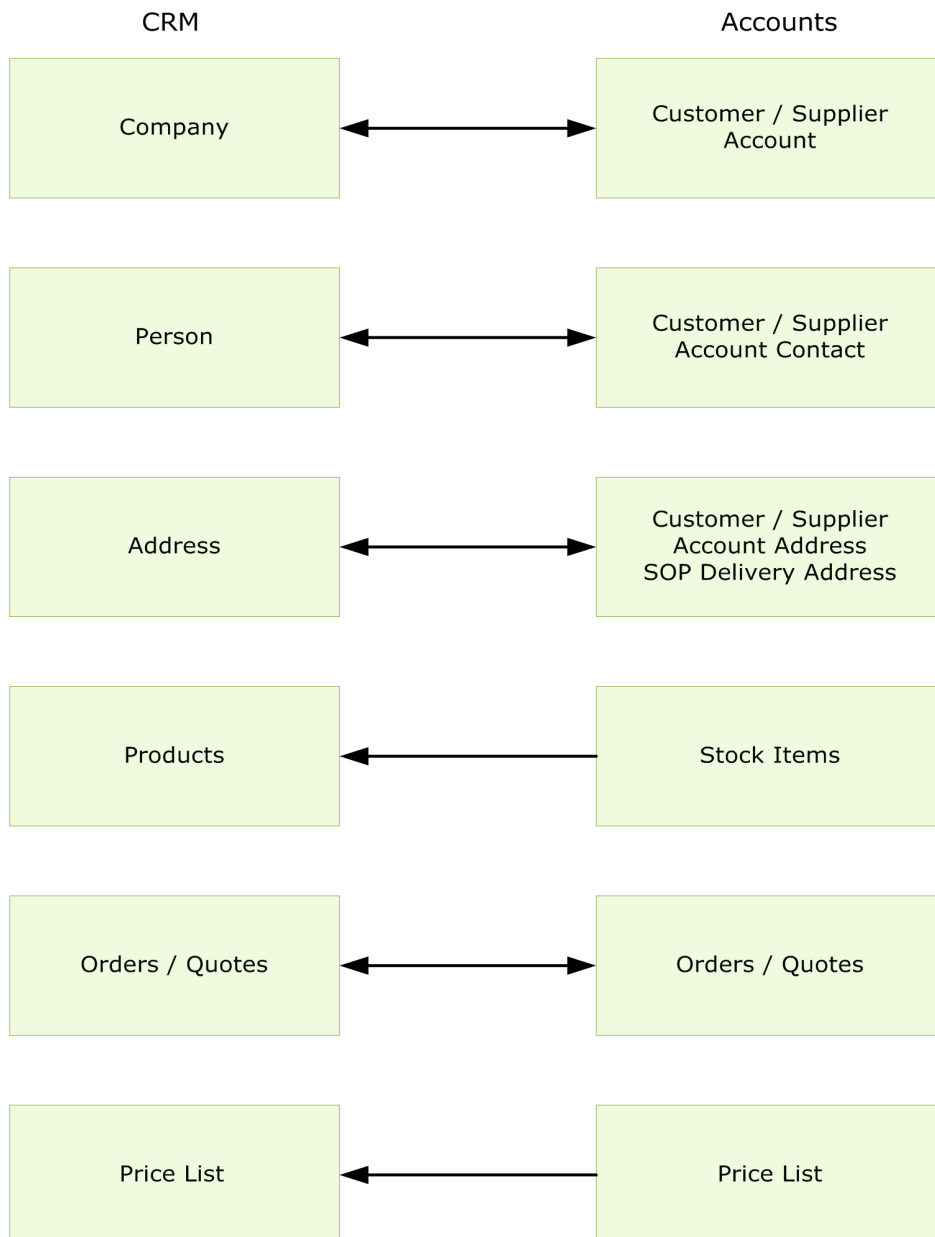 CRM
Accounts
Company
Customer / Supplier
Account
Person
Customer / Supplier
Account Contact
Address
Customer / Supplier
Account Address
SOP Delivery Address
Products
Stock Items
Orders / Quotes
Orders / Quotes
Price List
Price List